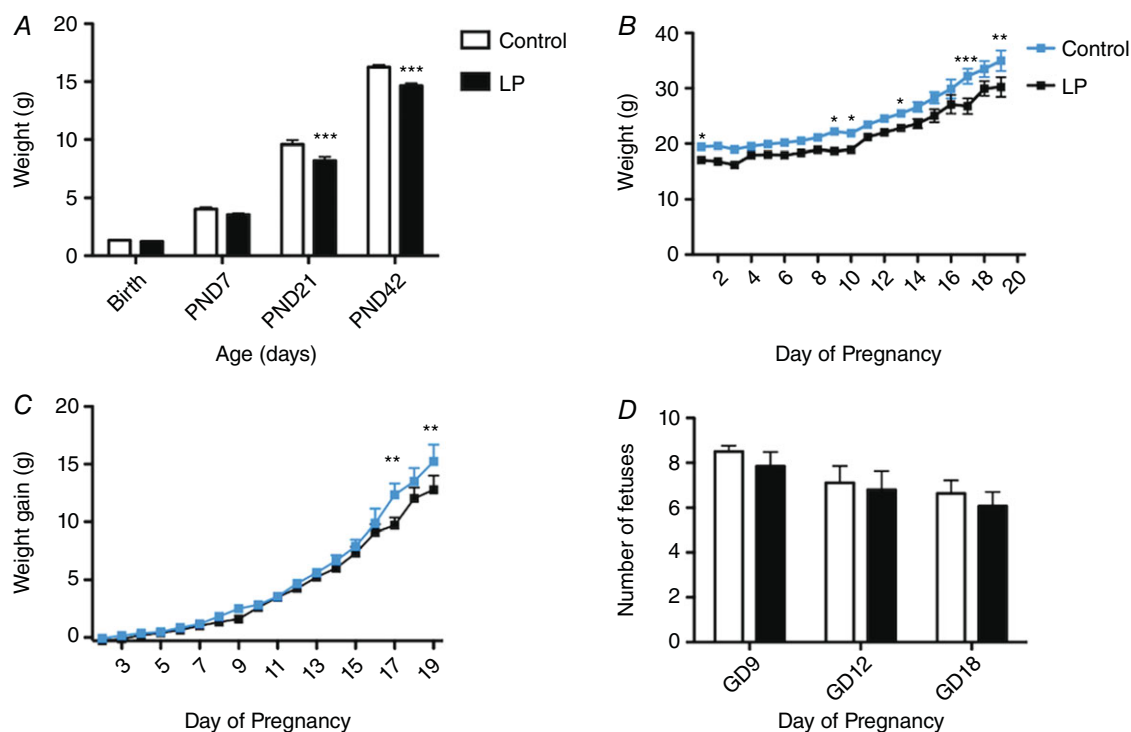 A
Weight (g)
20
15
10
5
0
***
***
Birth
PND7
PND21
PND42
Age (days)
Control
LP
B
Weight (g)
40
30
20
10
0
*
*
*
*
***
**
2
4
6
8
10
12
14
16
18
20
Day of Pregnancy
Control
LP
C
Weight gain (g)
20
15
10
5
0
**
**
3
5
7
9
11
13
15
17
19
Day of Pregnancy
D
Number of fetuses
10
8
6
4
2
0
GD9
GD12
GD18
Day of Pregnancy